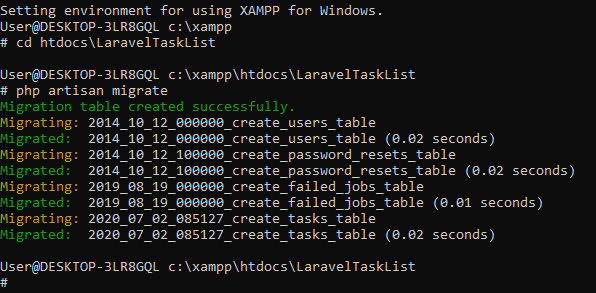 Setting environment for using XAMPP for Windows.
User@DESKTOP-3LR8GQL c:\xampp
# cd htdocs\LaravelTaskList
User@DESKTOP-3LR8GQL c:\xampp\htdocs\LaravelTaskList
# php artisan migrate
Migration table created successfully.
Migrating: 2014_10_12_000000_create_users_table
Migrated:  2014_10_12_000000_create_users_table (0.02 seconds)
Migrating: 2014_10_12_100000_create_password_resets_table
Migrated:  2014_10_12_100000_create_password_resets_table (0.02 seconds)
Migrating: 2019_08_19_000000_create_failed_jobs_table
Migrated:  2019_08_19_000000_create_failed_jobs_table (0.01 seconds)
Migrating: 2020_07_02_085127_create_tasks_table
Migrated:  2020_07_02_085127_create_tasks_table (0.02 seconds)
User@DESKTOP-3LR8GQL c:\xampp\htdocs\LaravelTaskList
#